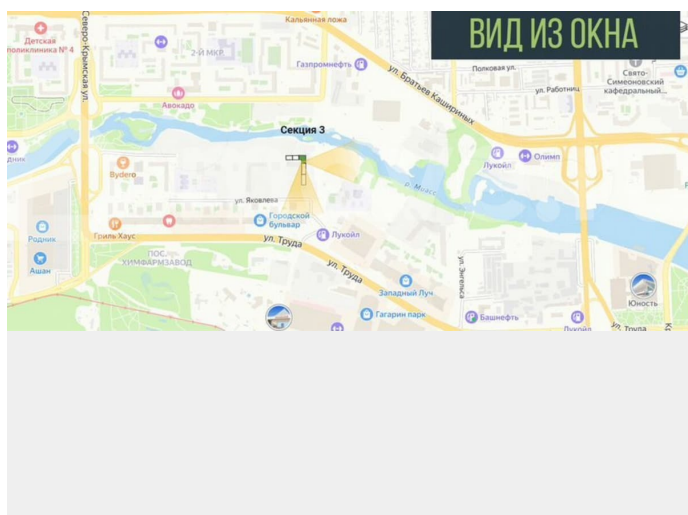 Кальянная ложа
ВИД ИЗ ОКНА
Детская
поликлиника № 4
Северо-Крымская ул.
2-Й МКР.
Газпромнефть
Полковая ул.
Свято-
Симеоновский
кафедральный...
ул. Братьев Кашириных
ул. Работниц
Авокадо
Секция 3
дник
Bydero
Лукойл
Олимп
р. Миасс
ул. Яковлева
Городской
бульвар
Родник
Гриль Хаус
ул. Труда
Лукойл
ПОС.
ХИМФАРМЗАВОД
Ашан
ул. Труда
ул. Энгельса
Западный Луч
Юность
Гагарин парк
Башнефть
Лукойл
ул. Труда